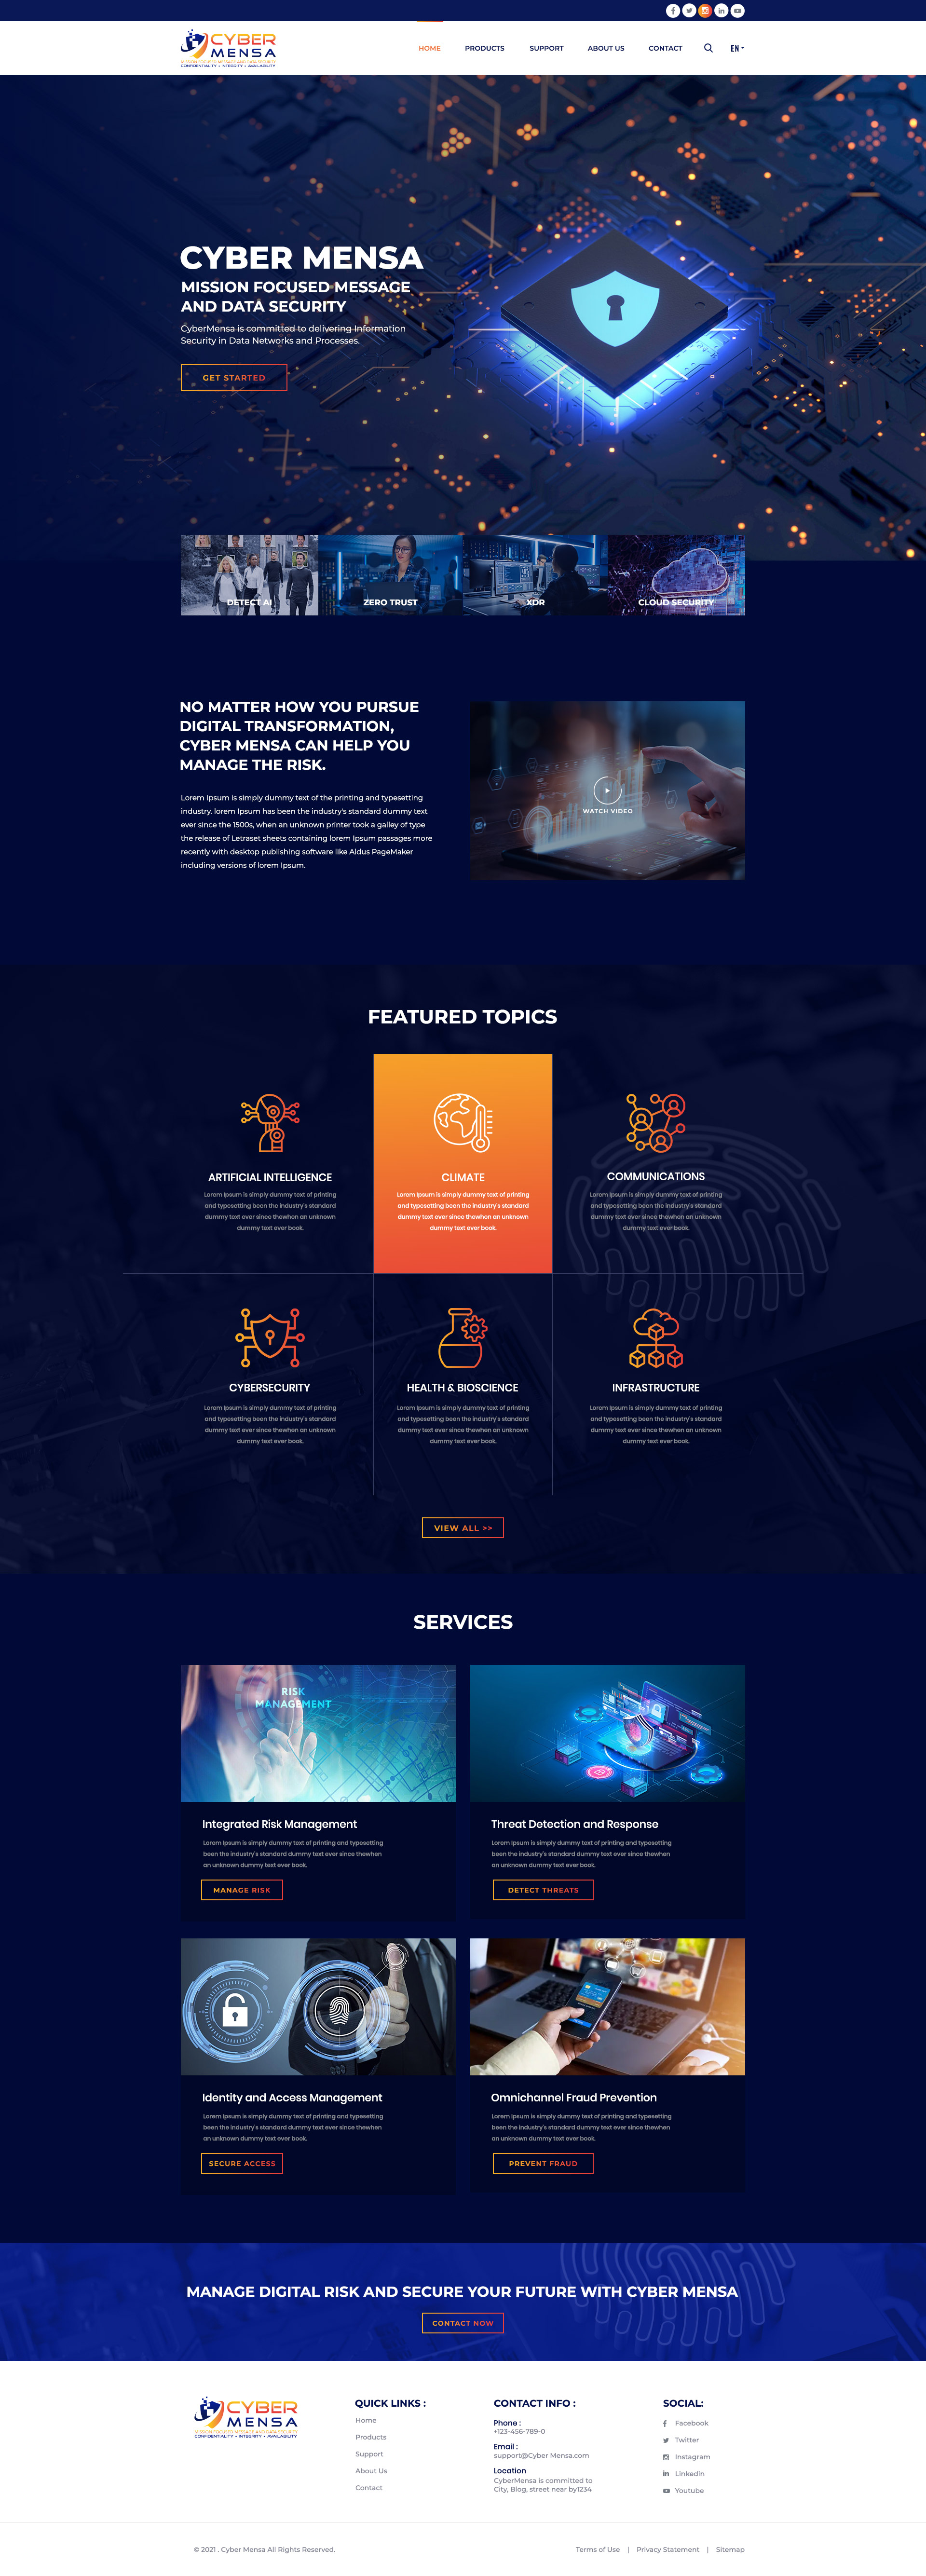 CYBER
MENSA
MISSION FOCUSED MESSAGE AND DATA SECURITY
CONFIDENTIALITY • INTEGRITY • AVAILABILITY
HOME
PRODUCTS
SUPPORT
ABOUT US
CONTACT
EN
CYBER MENSA
MISSION FOCUSED MESSAGE
AND DATA SECURITY
CyberMensa is committed to delivering Information
Security in Data Networks and Processes.
GET STARTED
DETECT AI
ZERO TRUST
XDR
CLOUD SECURITY
NO MATTER HOW YOU PURSUE
DIGITAL TRANSFORMATION,
CYBER MENSA CAN HELP YOU
MANAGE THE RISK.
Lorem Ipsum is simply dummy text of the printing and typesetting
industry. lorem Ipsum has been the industry's standard dummy text
ever since the 1500s, when an unknown printer took a galley of type
the release of Letraset sheets containing lorem Ipsum passages more
recently with desktop publishing software like Aldus PageMaker
including versions of lorem Ipsum.
WATCH VIDEO
FEATURED TOPICS
ARTIFICIAL INTELLIGENCE
Lorem Ipsum is simply dummy text of printing
and typesetting been the industry's standard
dummy text ever since thewhen an unknown
dummy text ever book.
CLIMATE
Lorem Ipsum is simply dummy text of printing
and typesetting been the industry's standard
dummy text ever since thewhen an unknown
dummy text ever book.
COMMUNICATIONS
Lorem Ipsum is simply dummy text of printing
and typesetting been the industry's standard
dummy text ever since thewhen an unknown
dummy text ever book.
CYBERSECURITY
Lorem Ipsum is simply dummy text of printing
and typesetting been the industry's standard
dummy text ever since thewhen an unknown
dummy text ever book.
HEALTH & BIOSCIENCE
Lorem Ipsum is simply dummy text of printing
and typesetting been the industry's standard
dummy text ever since thewhen an unknown
dummy text ever book.
INFRASTRUCTURE
Lorem Ipsum is simply dummy text of printing
and typesetting been the industry's standard
dummy text ever since thewhen an unknown
dummy text ever book.
VIEW ALL >>
SERVICES
RISK
MANAGEMENT
Integrated Risk Management
Lorem Ipsum is simply dummy text of printing and typesetting
been the industry's standard dummy text ever since thewhen
an unknown dummy text ever book.
MANAGE RISK
Threat Detection and Response
Lorem Ipsum is simply dummy text of printing and typesetting
been the industry's standard dummy text ever since thewhen
an unknown dummy text ever book.
DETECT THREATS
Identity and Access Management
Lorem Ipsum is simply dummy text of printing and typesetting
been the industry's standard dummy text ever since thewhen
an unknown dummy text ever book.
SECURE ACCESS
Omnichannel Fraud Prevention
Lorem Ipsum is simply dummy text of printing and typesetting
been the industry's standard dummy text ever since thewhen
an unknown dummy text ever book.
PREVENT FRAUD
MANAGE DIGITAL RISK AND SECURE YOUR FUTURE WITH CYBER MENSA
CONTACT NOW
CYBER
MENSA
MISSION FOCUSED MESSAGE AND DATA SECURITY
CONFIDENTIALITY • INTEGRITY • AVAILABILITY
QUICK LINKS :
Home
Products
Support
About Us
Contact
CONTACT INFO :
Phone :
+123-456-789-0
Email :
support@Cyber Mensa.com
Location
CyberMensa is committed to
City, Blog, street near by1234
SOCIAL:
Facebook
Twitter
Instagram
Linkedin
Youtube
© 2021 . Cyber Mensa All Rights Reserved.
Terms of Use | Privacy Statement | Sitemap